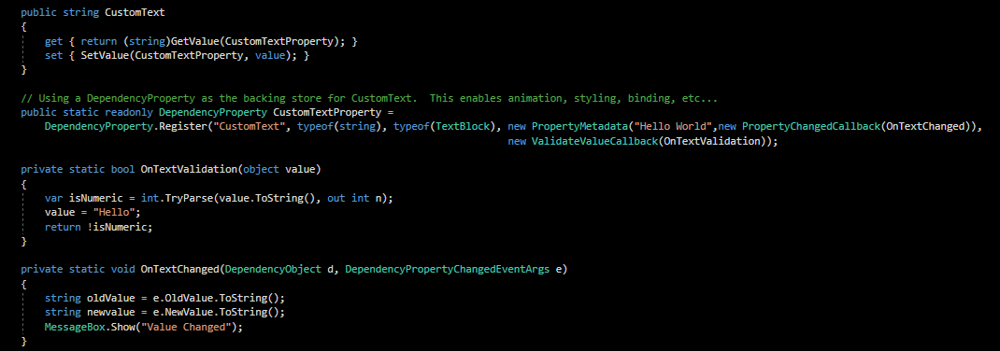 public string CustomText
{
get { return (string)GetValue(CustomTextProperty); }
set { SetValue(CustomTextProperty, value); }
}
// Using a DependencyProperty as the backing store for CustomText.  This enables animation, styling, binding, etc...
public static readonly DependencyProperty CustomTextProperty =
DependencyProperty.Register("CustomText", typeof(string), typeof(TextBlock), new PropertyMetadata("Hello World",new PropertyChangedCallback(OnTextChanged)),
new ValidateValueCallback(OnTextValidation));
private static bool OnTextValidation(object value)
{
var isNumeric = int.TryParse(value.ToString(), out int n);
value = "Hello";
return !isNumeric;
}
private static void OnTextChanged(DependencyObject d, DependencyPropertyChangedEventArgs e)
{
string oldValue = e.OldValue.ToString();
string newvalue = e.NewValue.ToString();
MessageBox.Show("Value Changed");
}